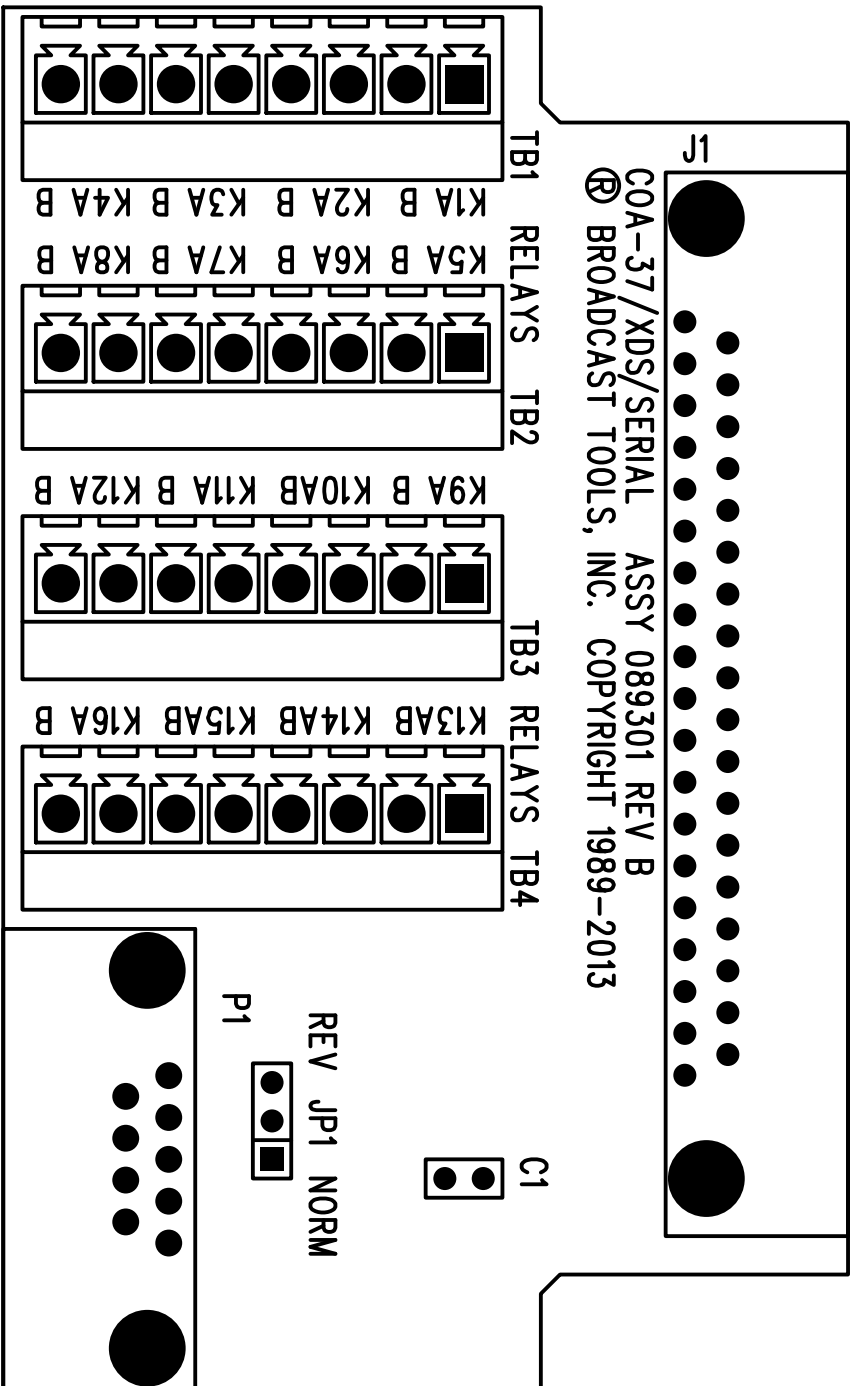 J1
COA-37/XDS/SERIAL ASSY 089301 REV B
® BROADCAST TOOLS, INC. COPYRIGHT 1989-2013
TB1
RELAYS
TB2
TB3
RELAYS
TB4
K1A B K2A B K3A B K4A B
K5A B K6A B K7A B K8A B
K9A B K10AB K11A B K12A B
K13AB K14AB K15AB K16A B
P1
REV JP1 NORM
C1